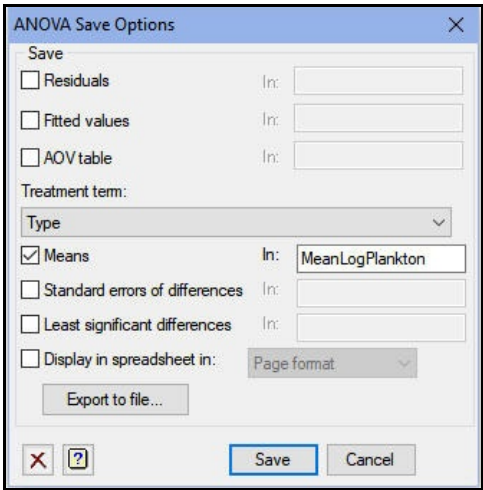 ANOVA Save Options
Save
Residuals In:
Fitted values In:
AOV table In:
Treatment term:
Type
Means In: MeanLogPlankton
Standard errors of differences In:
Least significant differences In:
Display in spreadsheet in: Page format
Export to file...
Save Cancel